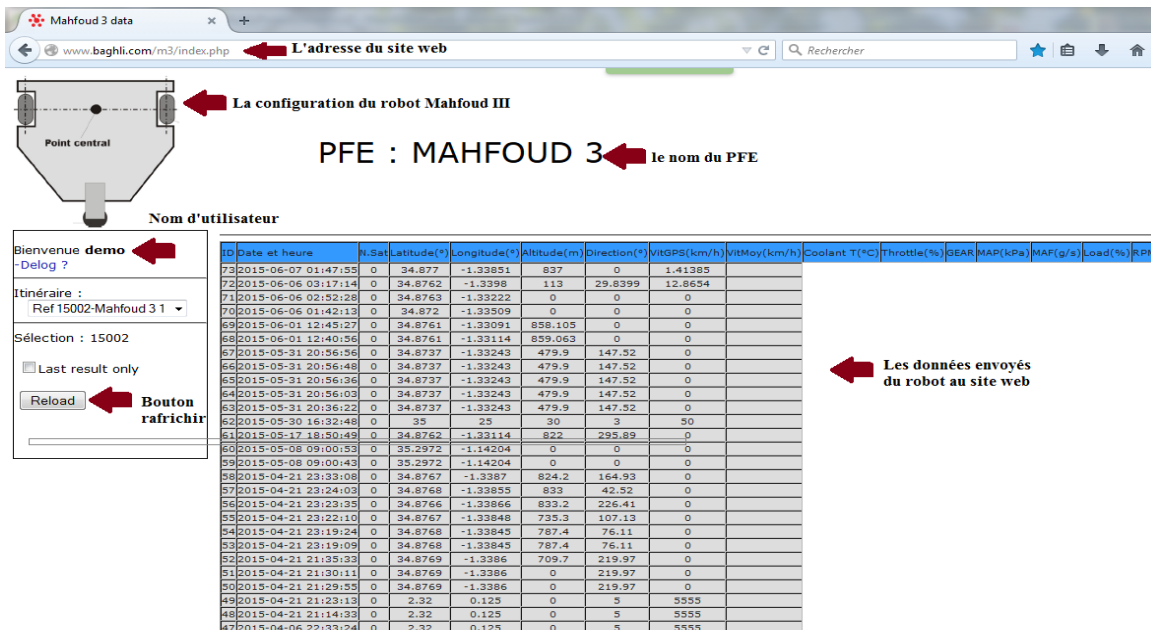 Mahfoud 3 data × +
www.baghli.com/m3/index.php L'adresse du site web Rechercher
La configuration du robot Mahfoud III
Point central
PFE : MAHFOUD 3 le nom du PFE
Nom d'utilisateur
Bienvenue demo
-Delog ?
Itinéraire :
Ref 15002-Mahfoud 3 1
Sélection : 15002
Last result only
Reload Bouton
rafrichir
ID Date et heure N.Sat Latitude(°) Longitude(°) Altitude(m) Direction(°) VitGPS(km/h) VitMoy(km/h) Coolant T(°C) Throttle(%) GEAR MAP(kPa) MAF(g/s) Load(%) RPM
73 2015-06-07 01:47:55 0 34.877 -1.33851 837 0 1.41385
72 2015-06-06 03:17:14 0 34.8762 -1.3398 113 29.8399 12.8654
71 2015-06-06 02:52:28 0 34.8763 -1.33222 0 0 0
70 2015-06-06 01:42:13 0 34.872 -1.33509 0 0 0
69 2015-06-01 12:45:27 0 34.8761 -1.33091 858.105 0 0
68 2015-06-01 12:40:56 0 34.8761 -1.33114 859.063 0 0
67 2015-05-31 20:56:56 0 34.8737 -1.33243 479.9 147.52 0
66 2015-05-31 20:56:48 0 34.8737 -1.33243 479.9 147.52 0
65 2015-05-31 20:56:36 0 34.8737 -1.33243 479.9 147.52 0
64 2015-05-31 20:56:03 0 34.8737 -1.33243 479.9 147.52 0
63 2015-05-31 20:36:22 0 34.8737 -1.33243 479.9 147.52 0
62 2015-05-30 16:32:48 0 35 25 30 3 50
61 2015-05-17 18:50:49 0 34.8762 -1.33114 822 295.89 0
60 2015-05-08 09:00:53 0 35.2972 -1.14204 0 0 0
59 2015-05-08 09:00:43 0 35.2972 -1.14204 0 0 0
58 2015-04-21 23:33:08 0 34.8767 -1.3387 824.2 164.93 0
57 2015-04-21 23:24:03 0 34.8768 -1.33855 833 42.52 0
56 2015-04-21 23:23:35 0 34.8766 -1.33866 833.2 226.41 0
55 2015-04-21 23:22:10 0 34.8767 -1.33848 735.3 107.13 0
54 2015-04-21 23:19:24 0 34.8768 -1.33845 787.4 76.11 0
53 2015-04-21 23:19:09 0 34.8768 -1.33845 787.4 76.11 0
52 2015-04-21 21:35:33 0 34.8769 -1.3386 709.7 219.97 0
51 2015-04-21 21:30:11 0 34.8769 -1.3386 0 219.97 0
50 2015-04-21 21:29:55 0 34.8769 -1.3386 0 219.97 0
49 2015-04-21 21:23:13 0 2.32 0.125 0 5 5555
48 2015-04-21 21:14:33 0 2.32 0.125 0 5 5555
47 2015-04-06 22:33:24 0 2.32 0.125 0 5 5555
Les données envoyés
du robot au site web